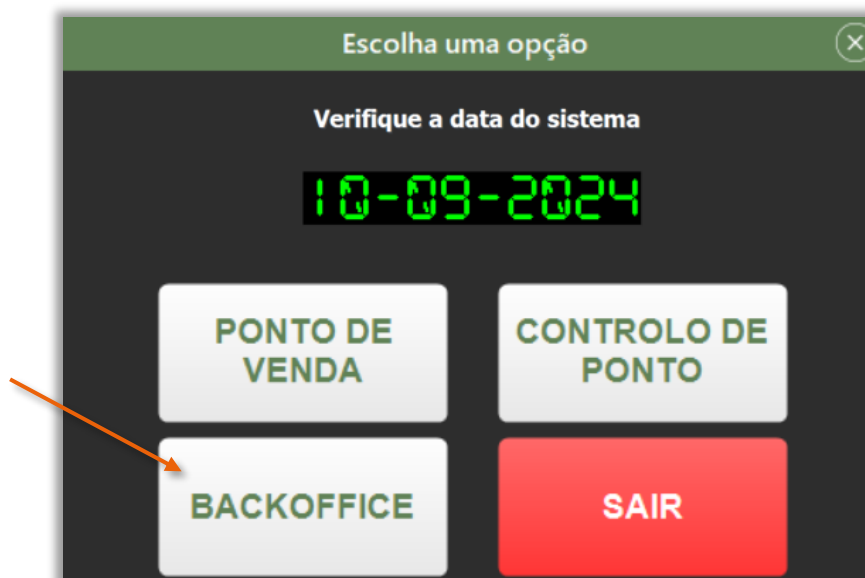 Escolha uma opção
Verifique a data do sistema
10-09-2024
PONTO DE
VENDA
CONTROLO DE
PONTO
BACKOFFICE
SAIR